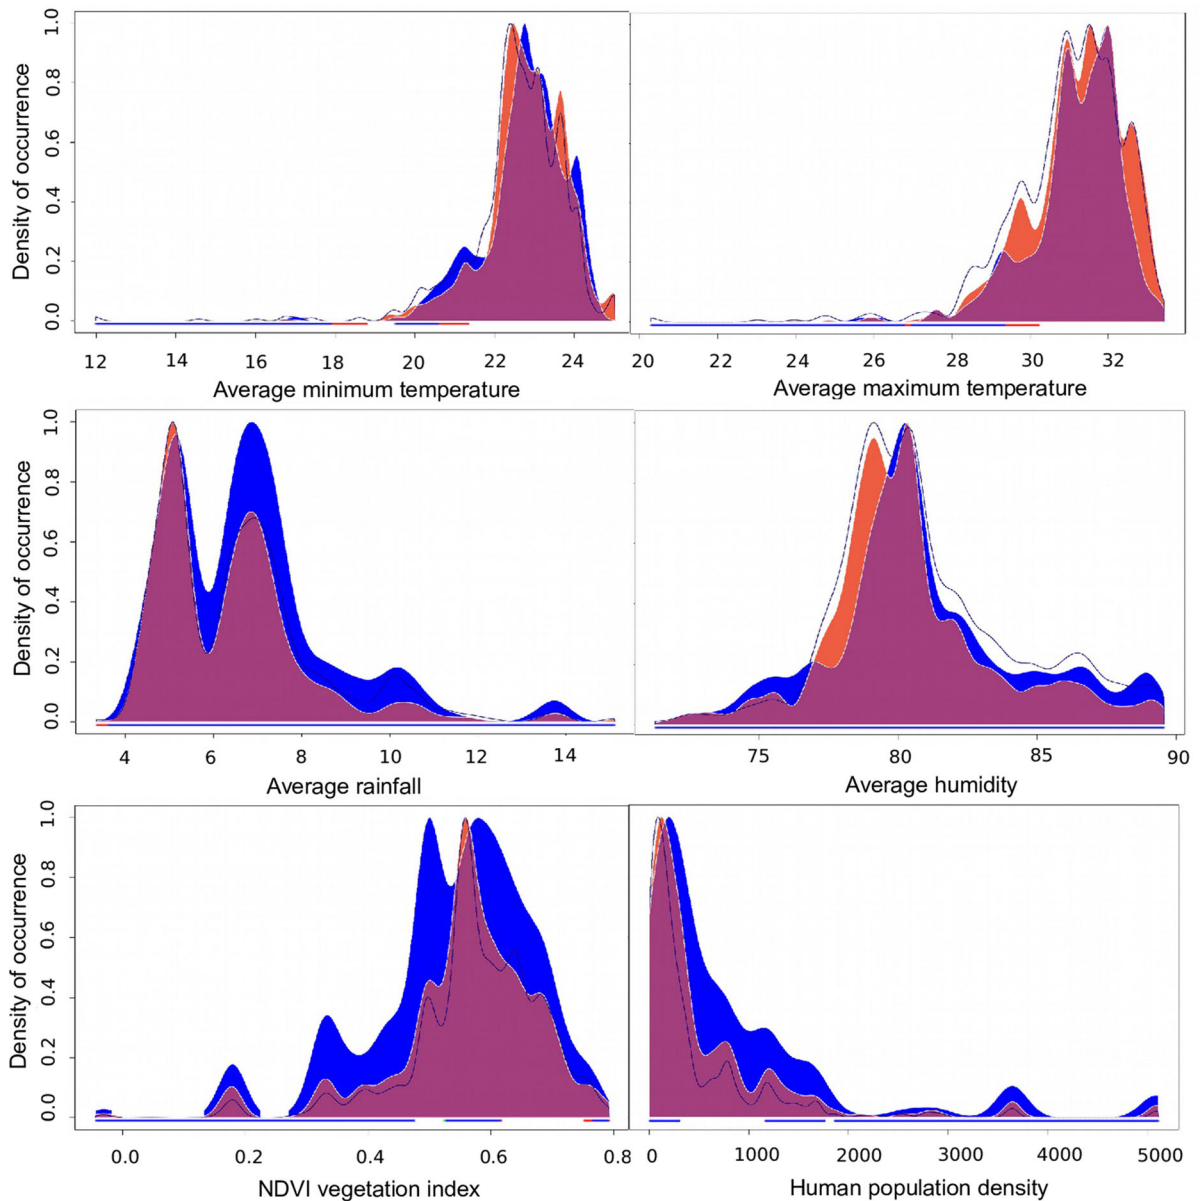 Density of occurrence
0.0 0.2 0.4 0.6 0.8 1.0
12 14 16 18 20 22 24
Average minimum temperature
20 22 24 26 28 30 32
Average maximum temperature
Density of occurrence
0.0 0.2 0.4 0.6 0.8 1.0
4 6 8 10 12 14
Average rainfall
75 80 85 90
Average humidity
Density of occurrence
0.0 0.2 0.4 0.6 0.8 1.0
0.0 0.2 0.4 0.6 0.8
NDVI vegetation index
0 1000 2000 3000 4000 5000
Human population density